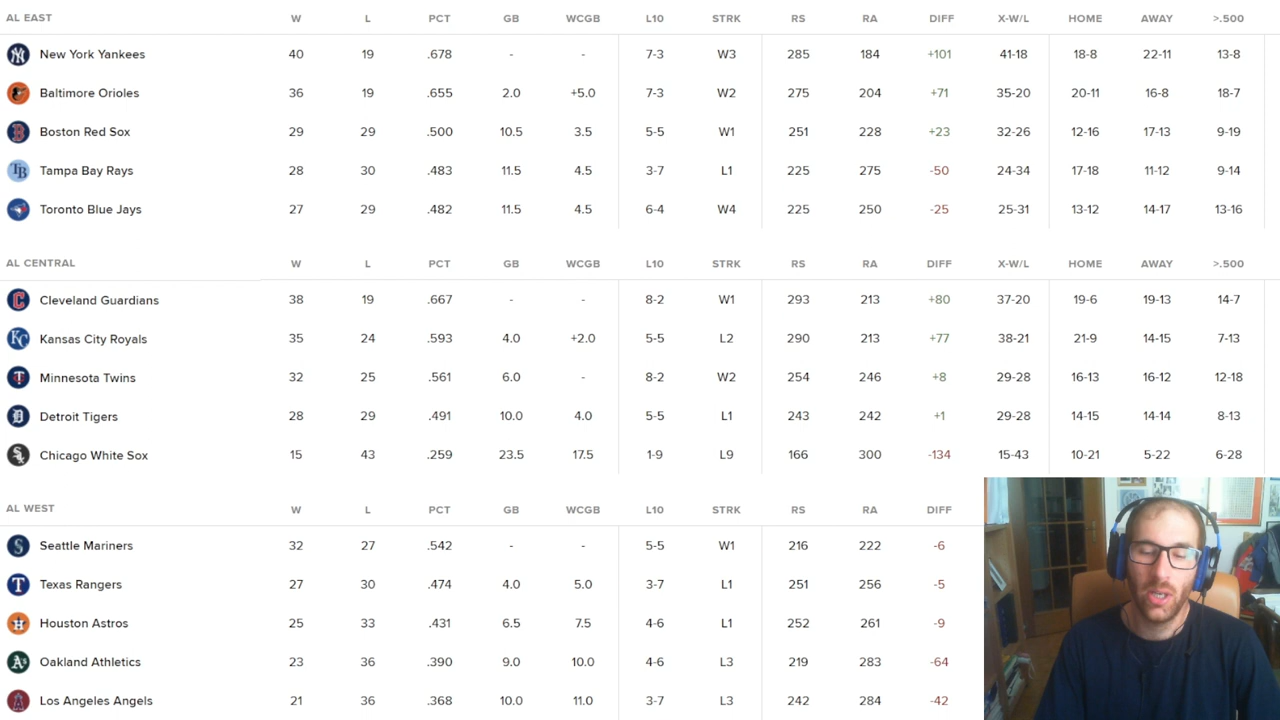 AL EAST W L PCT GB WCGB L10 STRK RS RA DIFF X-W/L HOME AWAY >.500
New York Yankees 40 19 .678 - - 7-3 W3 285 184 +101 41-18 18-8 22-11 13-8
Baltimore Orioles 36 19 .655 2.0 +5.0 7-3 W2 275 204 +71 35-20 20-11 16-8 18-7
Boston Red Sox 29 29 .500 10.5 3.5 5-5 W1 251 228 +23 32-26 12-16 17-13 9-19
Tampa Bay Rays 28 30 .483 11.5 4.5 3-7 L1 225 275 -50 24-34 17-18 11-12 9-14
Toronto Blue Jays 27 29 .482 11.5 4.5 6-4 W4 225 250 -25 25-31 13-12 14-17 13-16
AL CENTRAL W L PCT GB WCGB L10 STRK RS RA DIFF X-W/L HOME AWAY >.500
Cleveland Guardians 38 19 .667 - - 8-2 W1 293 213 +80 37-20 19-6 19-13 14-7
Kansas City Royals 35 24 .593 4.0 +2.0 5-5 L2 290 213 +77 38-21 21-9 14-15 7-13
Minnesota Twins 32 25 .561 6.0 - 8-2 W2 254 246 +8 29-28 16-13 16-12 12-18
Detroit Tigers 28 29 .491 10.0 4.0 5-5 L1 243 242 +1 29-28 14-15 14-14 8-13
Chicago White Sox 15 43 .259 23.5 17.5 1-9 L9 166 300 -134 15-43 10-21 5-22 6-28
AL WEST W L PCT GB WCGB L10 STRK RS RA DIFF
Seattle Mariners 32 27 .542 - - 5-5 W1 216 222 -6
Texas Rangers 27 30 .474 4.0 5.0 3-7 L1 251 256 -5
Houston Astros 25 33 .431 6.5 7.5 4-6 L1 252 261 -9
Oakland Athletics 23 36 .390 9.0 10.0 4-6 L3 219 283 -64
Los Angeles Angels 21 36 .368 10.0 11.0 3-7 L3 242 284 -42